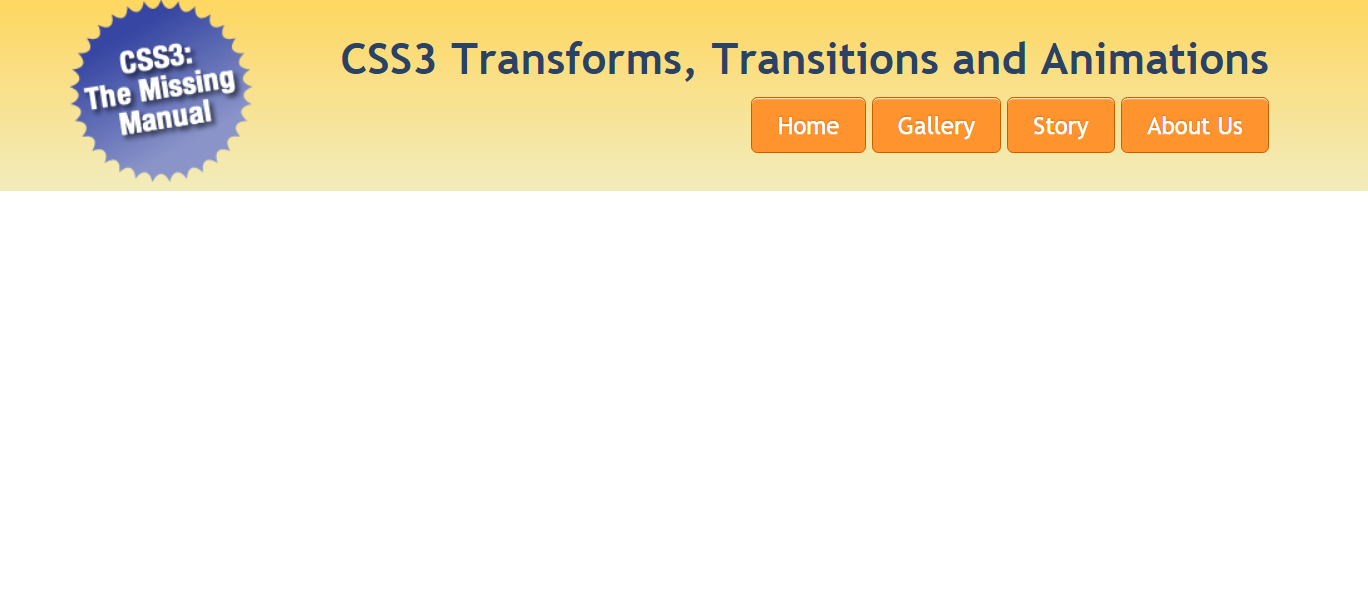 CSS3:
The Missing
Manual
CSS3 Transforms, Transitions and Animations
Home
Gallery
Story
About Us